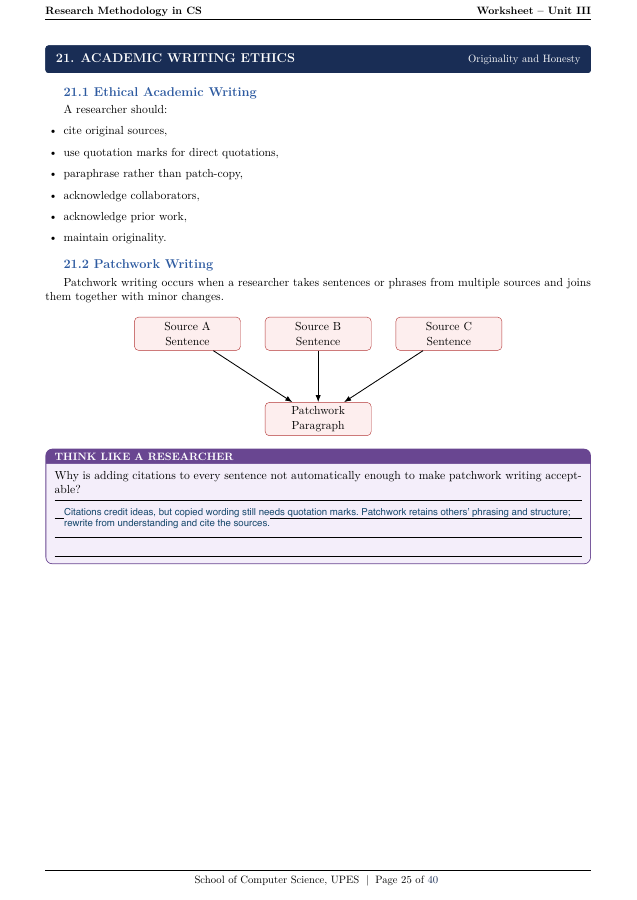 Research Methodology in CS Worksheet – Unit III
21. ACADEMIC WRITING ETHICS Originality and Honesty
21.1 Ethical Academic Writing
A researcher should:
• cite original sources,
• use quotation marks for direct quotations,
• paraphrase rather than patch-copy,
• acknowledge collaborators,
• acknowledge prior work,
• maintain originality.
21.2 Patchwork Writing
Patchwork writing occurs when a researcher takes sentences or phrases from multiple sources and joins
them together with minor changes.
Source A Source B Source C
Sentence Sentence Sentence
Patchwork
Paragraph
THINK LIKE A RESEARCHER
Why is adding citations to every sentence not automatically enough to make patchwork writing accept-
able?
Citations credit ideas, but copied wording still needs quotation marks. Patchwork retains others' phrasing and structure;
rewrite from understanding and cite the sources.
School of Computer Science, UPES | Page 25 of 40